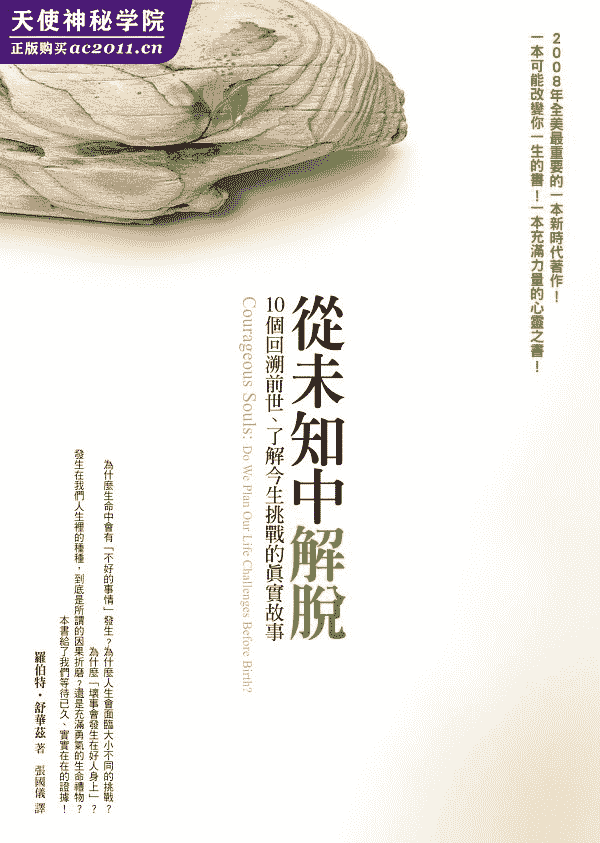 天使神秘学院
正版购买ac2011.cn
2008年全美最重要的一本新時代著作！
一本可能改變你一生的書！一本充滿力量的心靈之書！
從未知中解脫
10個回溯前世、了解今生挑戰的真實故事
Courageous Souls: Do We Plan Our Life Challenges Before Birth?
為什麼生命中會有「不好的事情」發生？為什麼人生會面臨大小不同的挑戰？
為什麼「壞事會發生在好人身上」？
發生在我們人生裡的種種，到底是所謂的因果折磨？還是充滿勇氣的生命禮物？
本書給了我們等待已久、實實在在的證據！
羅伯特·舒華茲 著 張國儀 譯